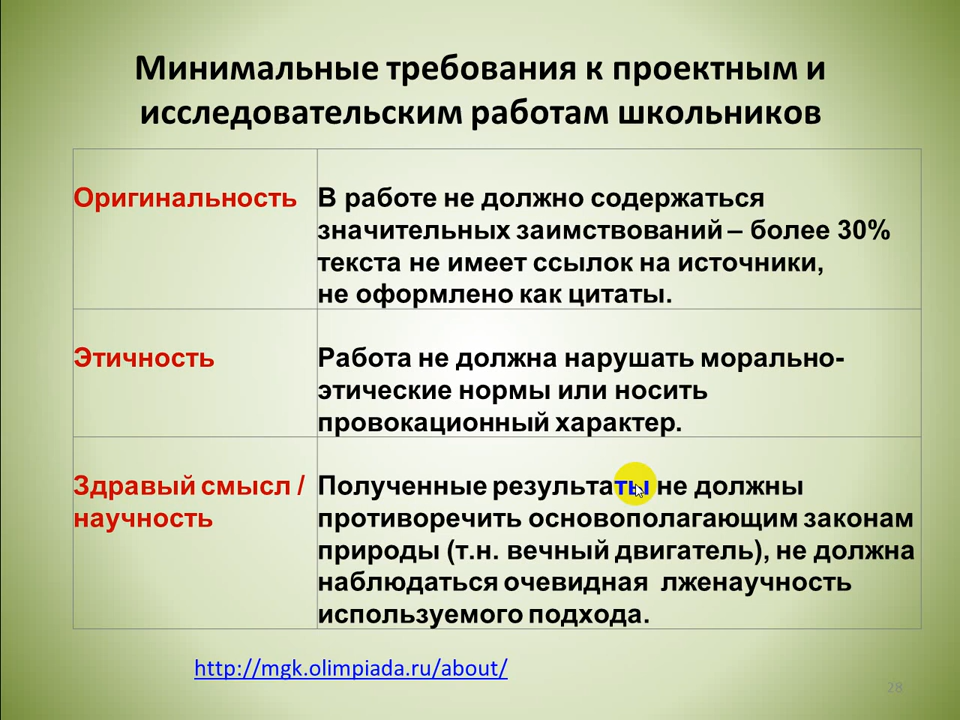 Минимальные требования к проектным и
исследовательским работам школьников
Оригинальность
В работе не должно содержаться
значительных заимствований – более 30%
текста не имеет ссылок на источники,
не оформлено как цитаты.
Этичность
Работа не должна нарушать морально-
этические нормы или носить
провокационный характер.
Здравый смысл /
научность
Полученные результаты не должны
противоречить основополагающим законам
природы (т.н. вечный двигатель), не должна
наблюдаться очевидная лженаучность
используемого подхода.
http://mgk.olimpiada.ru/about/
28